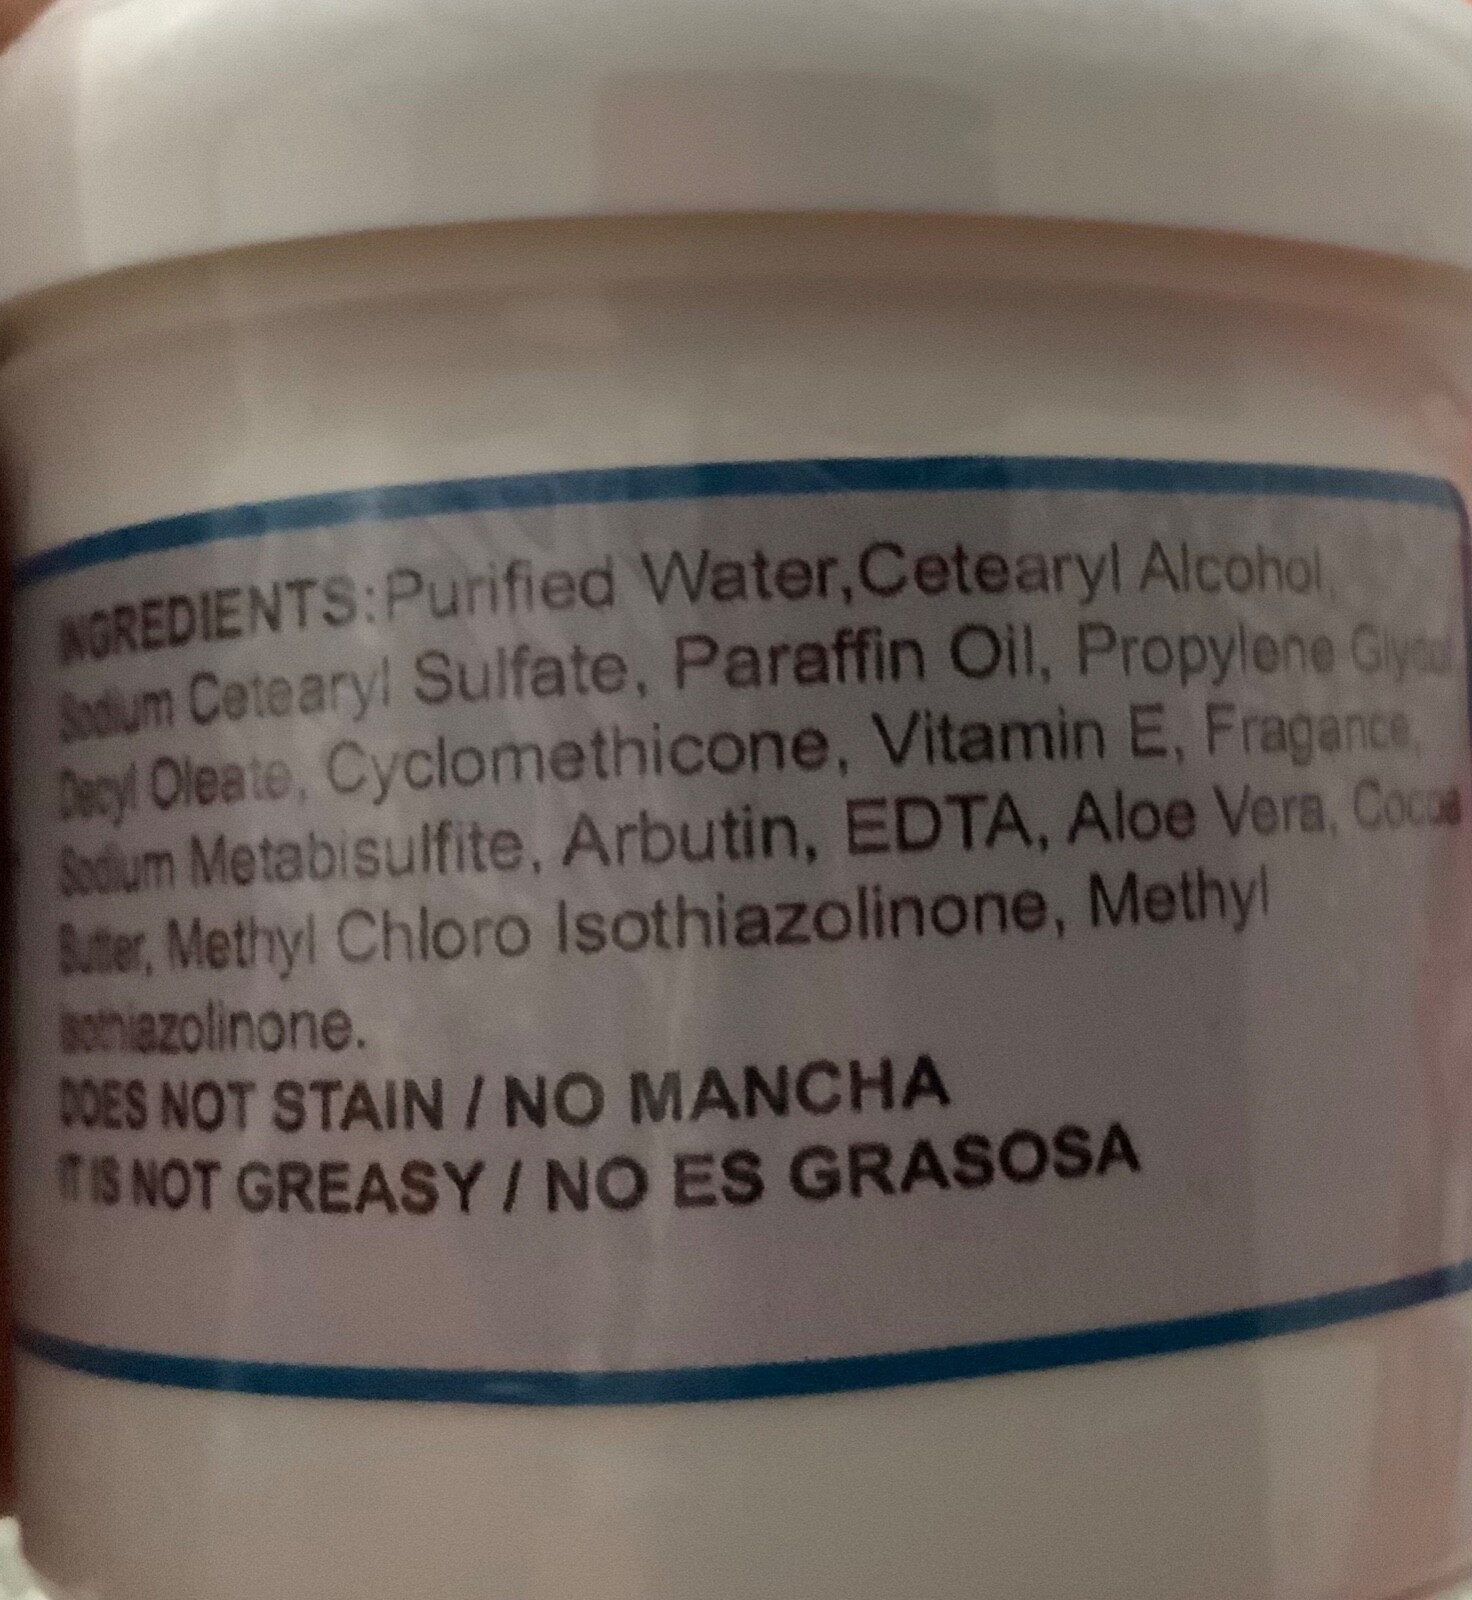 INGREDIENTS:Purified Water,Cetearyl Alcohol,
Sodium Cetearyl Sulfate, Paraffin Oil, Propylene Glycol,
Decyl Oleate, Cyclomethicone, Vitamin E, Fragance,
Sodium Metabisulfite, Arbutin, EDTA, Aloe Vera, Cocoa
Butter, Methyl Chloro Isothiazolinone, Methyl
Isothiazolinone.
DOES NOT STAIN / NO MANCHA
IT IS NOT GREASY / NO ES GRASOSA